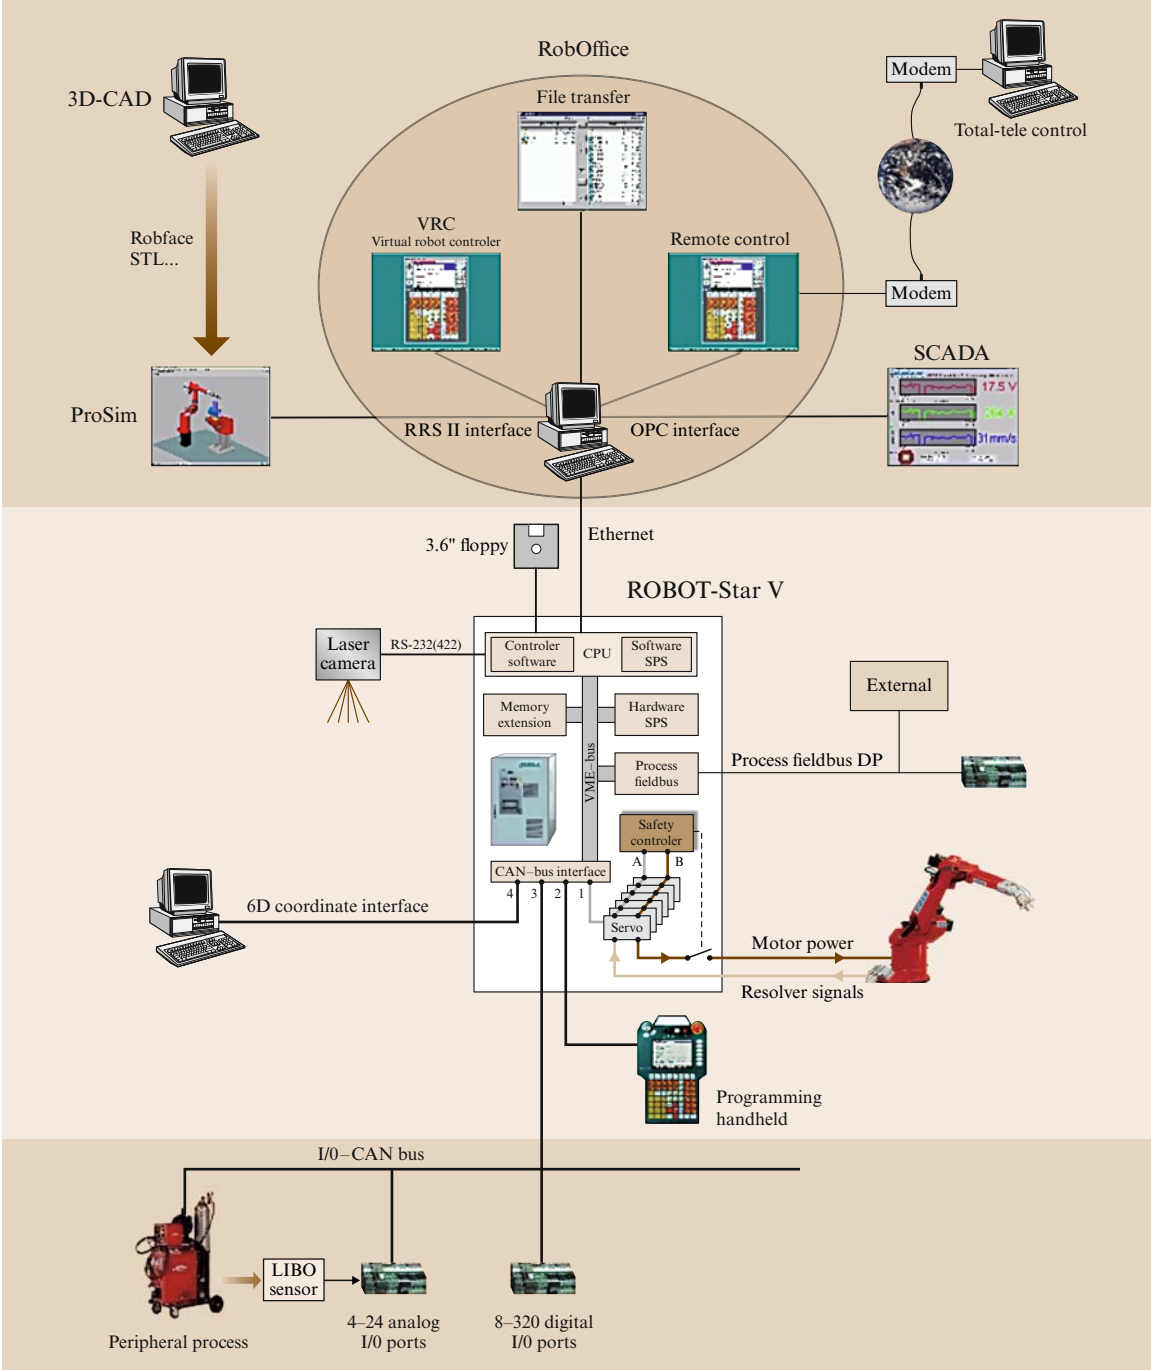 RobOffice
3D-CAD
File transfer
Modem
Total-tele control
VRC
Virtual robot controler
Remote control
Robface
STL...
Modem
SCADA
17.5 V
31mm/s
ProSim
RRS II interface
OPC interface
Ethernet
3.6" floppy
ROBOT-Star V
Laser
camera
RS-232(422)
Controler
software
CPU
Software
SPS
Memory
extension
Hardware
SPS
External
VME–bus
Process
fieldbus
Process fieldbus DP
Safety
controler
A
B
CAN–bus interface
4
3
2
1
6D coordinate interface
Servo
Motor power
Resolver signals
Programming
handheld
I/0–CAN bus
LIBO
sensor
Peripheral process
4–24 analog
I/0 ports
8–320 digital
I/0 ports